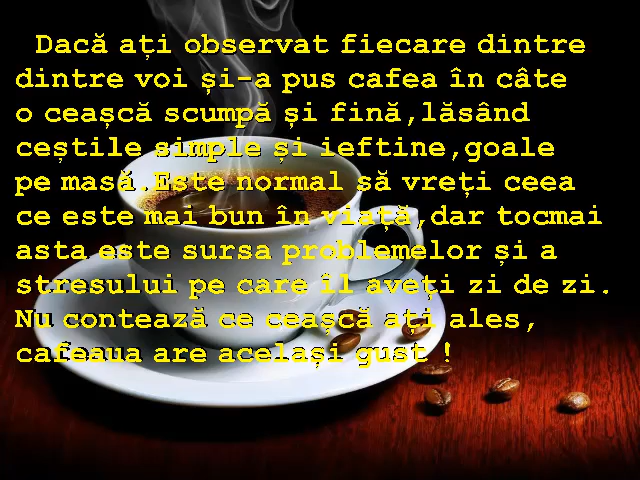 Dacă ați observat fiecare dintre
dintre voi și-a pus cafea în câte
o ceașcă scumpă și fină,lăsând
ceștile simple și ieftine,goale
pe masă.Este normal să vreți ceea
ce este mai bun în viață,dar tocmai
asta este sursa problemelor și a
stresului pe care îl aveți zi de zi.
Nu contează ce ceașcă ați ales,
cafeaua are același gust !